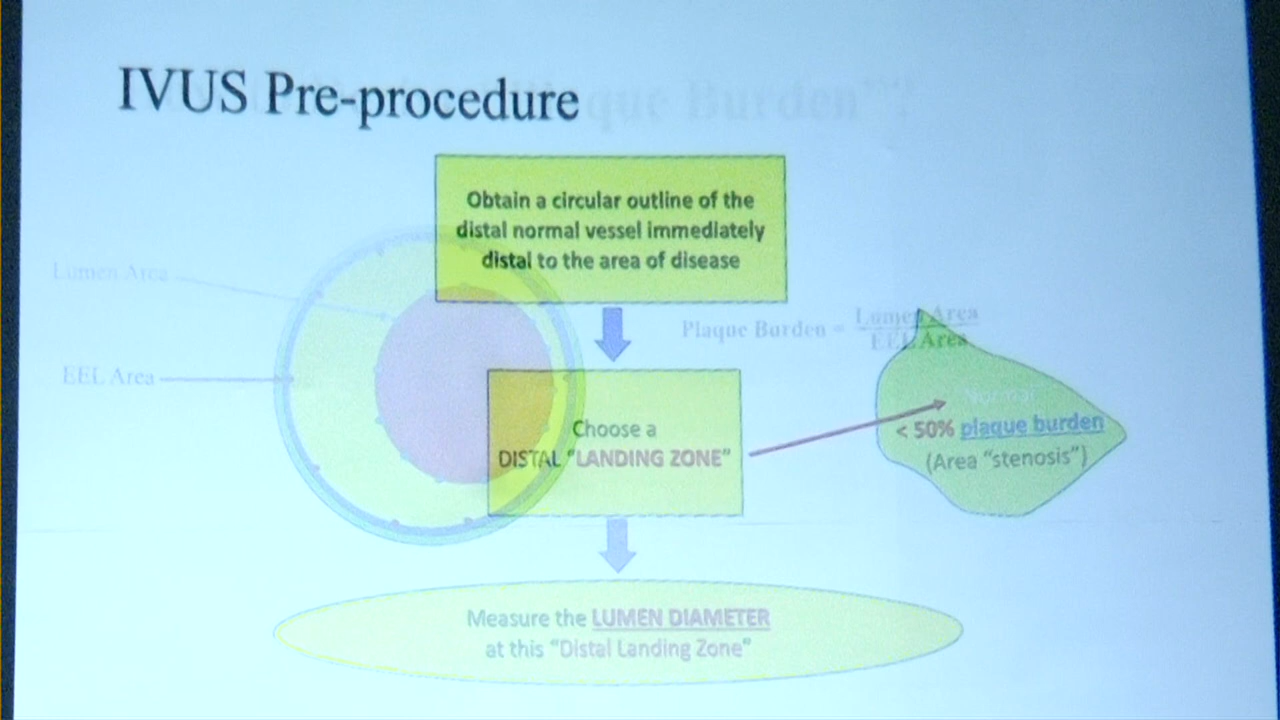 IVUS Pre-procedure
que Burden"?
Obtain a circular outline of the
distal normal vessel immediately
distal to the area of disease
Lumen Area
EEL Area
Plaque Burden =
Lumen Area
EEL Area
Choose a
DISTAL "LANDING ZONE"
Normal
< 50% plaque burden
(Area "stenosis")
Measure the LUMEN DIAMETER
at this "Distal Landing Zone"